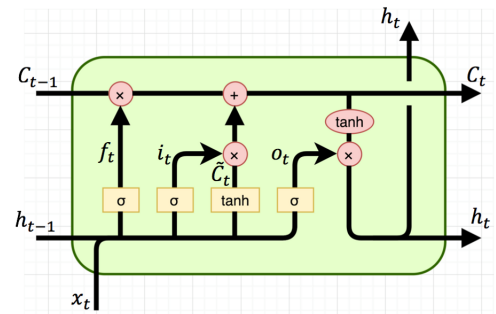 h_t
C_{t-1} × + C_t
tanh
f_t i_t × o_t ×
C̃_t
σ σ tanh σ
h_{t-1} h_t
x_t